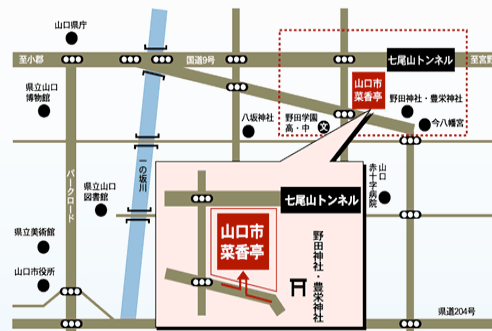 山口県庁
至小郡
国道9号
七尾山トンネル
至宮野
県立山口
博物館
山口市
菜香亭
野田神社・豊栄神社
八坂神社
野田学園
高・中
文
今八幡宮
一の坂川
パークロード
県立山口
図書館
山口
赤十字病院
七尾山トンネル
山口市
菜香亭
野田神社・豊栄神社
県立美術館
山口市役所
県道204号